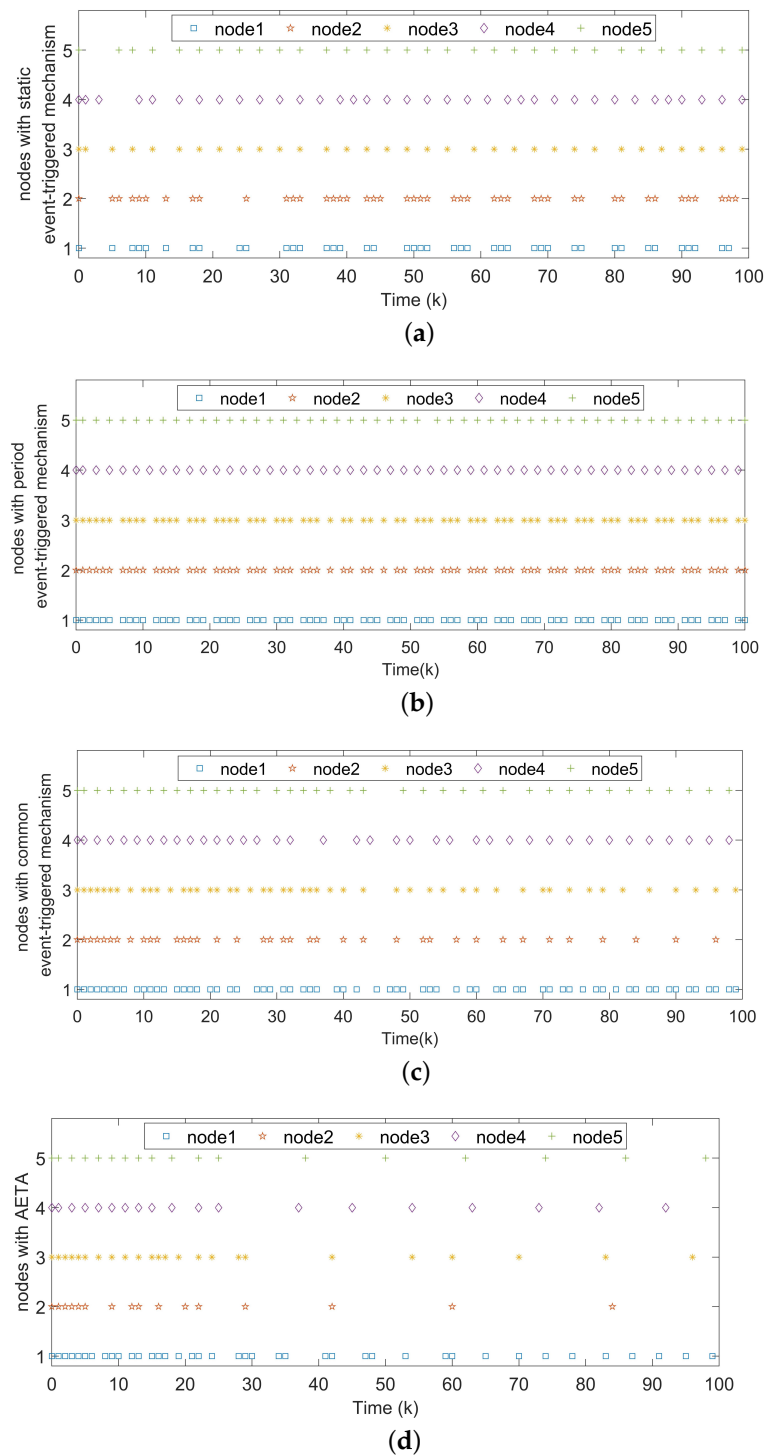 node1 node2 node3 node4 node5
nodes with static
event-triggered mechanism
5
4
3
2
1
0 10 20 30 40 50 60 70 80 90 100
Time (k)
(a)
node1 node2 node3 node4 node5
nodes with period
event-triggered mechanism
5
4
3
2
1
0 10 20 30 40 50 60 70 80 90 100
Time(k)
(b)
node1 node2 node3 node4 node5
nodes with common
event-triggered mechanism
5
4
3
2
1
0 10 20 30 40 50 60 70 80 90 100
Time(k)
(c)
node1 node2 node3 node4 node5
nodes with AETA
5
4
3
2
1
0 10 20 30 40 50 60 70 80 90 100
Time (k)
(d)